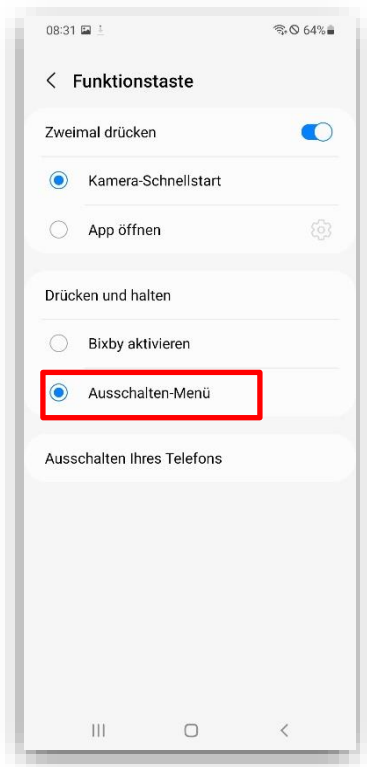 08:31 64%
Funktionstaste
Zweimal drücken
Kamera-Schnellstart
App öffnen
Drücken und halten
Bixby aktivieren
Ausschalten-Menü
Ausschalten Ihres Telefons